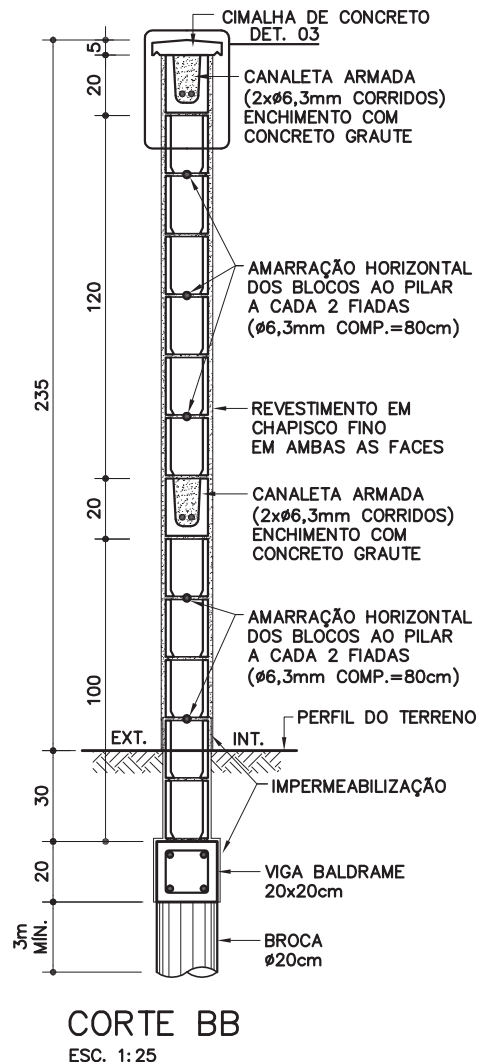 CIMALHA DE CONCRETO
DET. 03
5
20
CANALETA ARMADA
(2xø6,3mm CORRIDOS)
ENCHIMENTO COM
CONCRETO GRAUTE
120
235
AMARRAÇÃO HORIZONTAL
DOS BLOCOS AO PILAR
A CADA 2 FIADAS
(ø6,3mm COMP.=80cm)
REVESTIMENTO EM
CHAPISCO FINO
EM AMBAS AS FACES
20
CANALETA ARMADA
(2xø6,3mm CORRIDOS)
ENCHIMENTO COM
CONCRETO GRAUTE
100
AMARRAÇÃO HORIZONTAL
DOS BLOCOS AO PILAR
A CADA 2 FIADAS
(ø6,3mm COMP.=80cm)
PERFIL DO TERRENO
EXT.
INT.
30
IMPERMEABILIZAÇÃO
20
VIGA BALDRAME
20x20cm
3m
MÍN.
BROCA
ø20cm
CORTE BB
ESC. 1:25